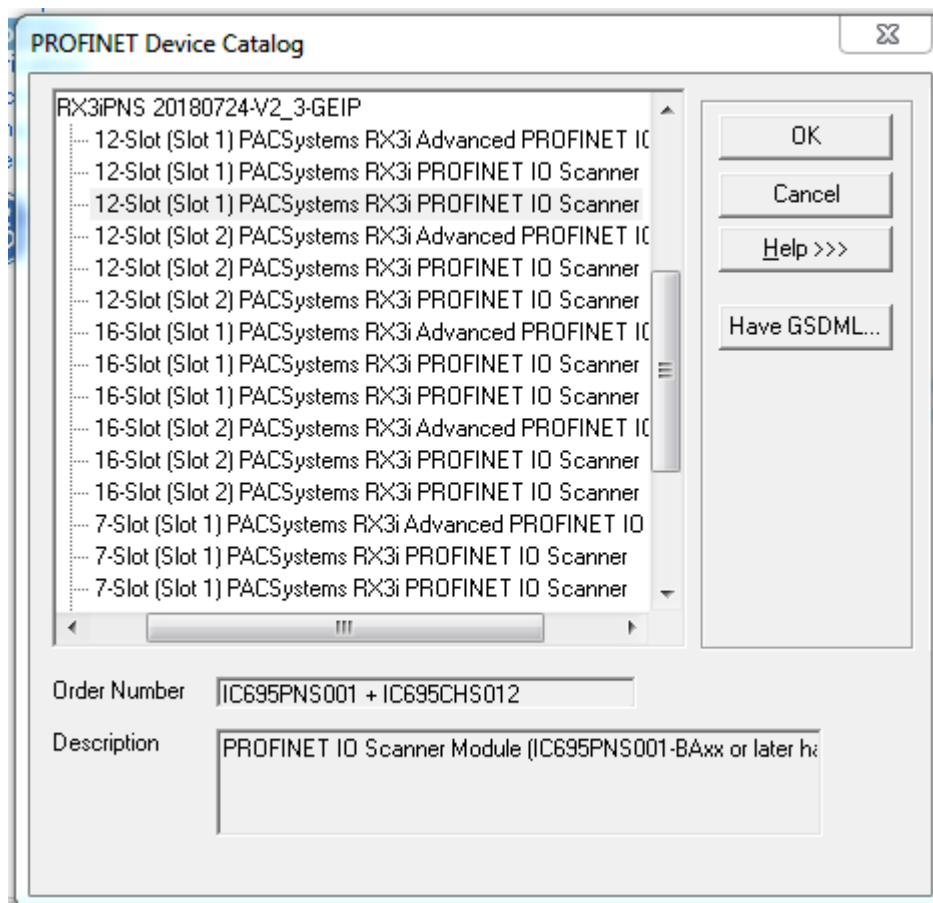 PROFINET Device Catalog
RX3iPNS 20180724-V2_3-GEIP
12-Slot (Slot 1) PACSystems RX3i Advanced PROFINET IO
12-Slot (Slot 1) PACSystems RX3i PROFINET IO Scanner
12-Slot (Slot 1) PACSystems RX3i PROFINET IO Scanner
12-Slot (Slot 2) PACSystems RX3i Advanced PROFINET IO
12-Slot (Slot 2) PACSystems RX3i PROFINET IO Scanner
12-Slot (Slot 2) PACSystems RX3i PROFINET IO Scanner
16-Slot (Slot 1) PACSystems RX3i Advanced PROFINET IO
16-Slot (Slot 1) PACSystems RX3i PROFINET IO Scanner
16-Slot (Slot 1) PACSystems RX3i PROFINET IO Scanner
16-Slot (Slot 2) PACSystems RX3i Advanced PROFINET IO
16-Slot (Slot 2) PACSystems RX3i PROFINET IO Scanner
16-Slot (Slot 2) PACSystems RX3i PROFINET IO Scanner
7-Slot (Slot 1) PACSystems RX3i Advanced PROFINET IO
7-Slot (Slot 1) PACSystems RX3i PROFINET IO Scanner
7-Slot (Slot 1) PACSystems RX3i PROFINET IO Scanner
OK
Cancel
Help >>>
Have GSDML...
Order Number
IC695PNS001 + IC695CHS012
Description
PROFINET IO Scanner Module (IC695PNS001-BAxx or later ha